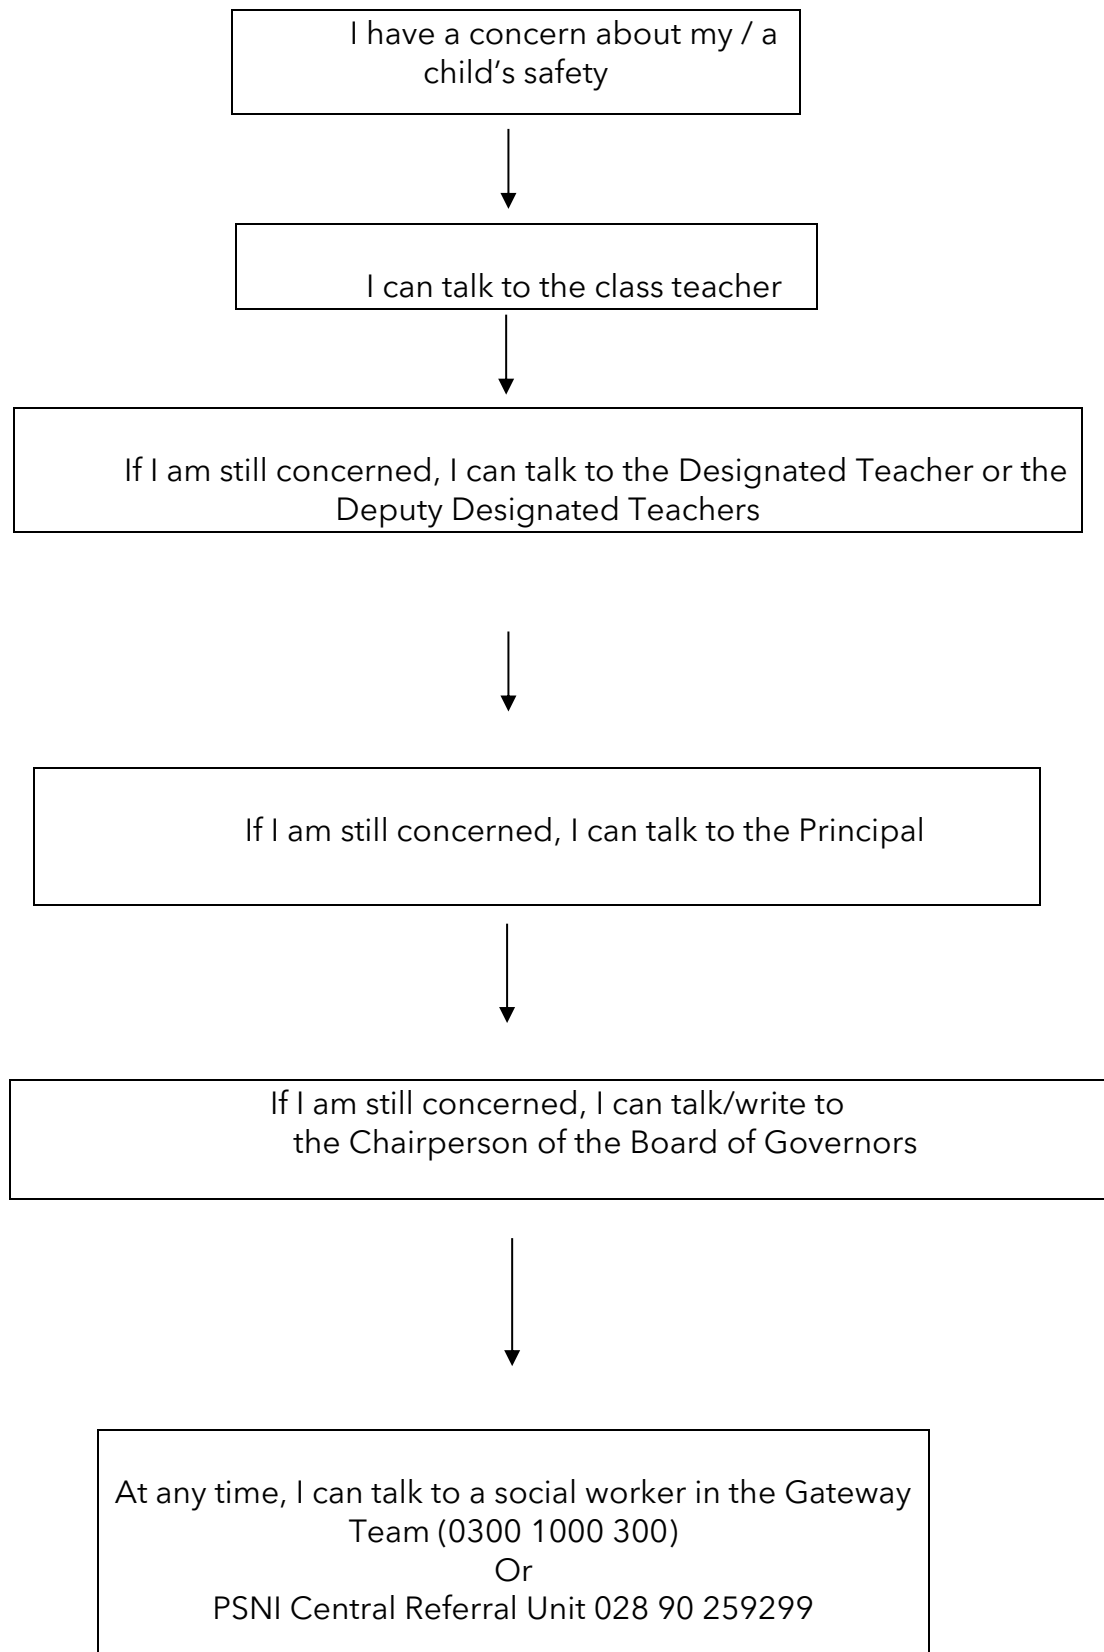 I have a concern about my / a
child’s safety
I can talk to the class teacher
If I am still concerned, I can talk to the Designated Teacher or the
Deputy Designated Teachers
If I am still concerned, I can talk to the Principal
If I am still concerned, I can talk/write to
the Chairperson of the Board of Governors
At any time, I can talk to a social worker in the Gateway
Team (0300 1000 300)
Or
PSNI Central Referral Unit 028 90 259299